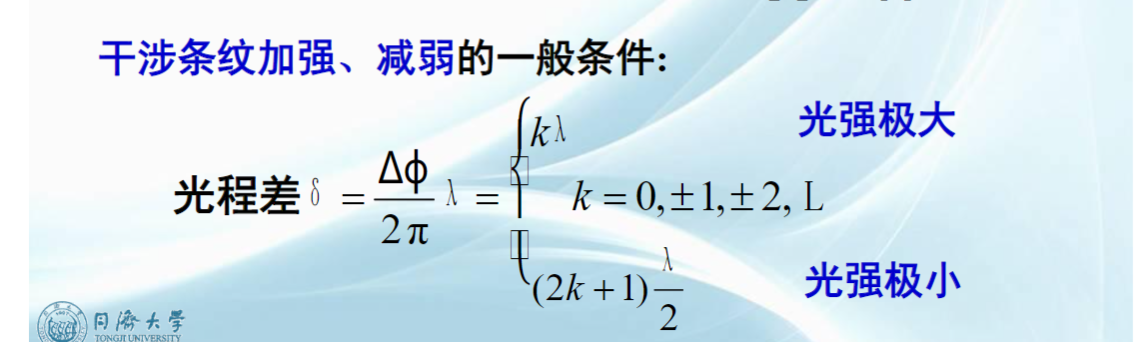 干涉条纹加强、减弱的一般条件:
光程差 δ = Δϕ / 2π λ = { kλ 光强极大
k = 0,±1,±2, L
(2k+1) λ/2 光强极小
同济大学
TONGJI UNIVERSITY